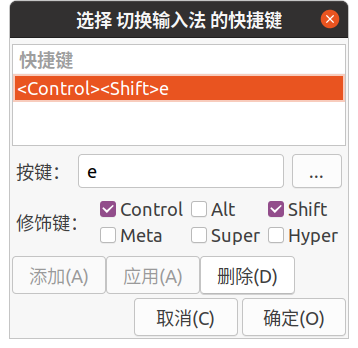 选择 切换输入法 的快捷键
快捷键
<Control><Shift>e
按键： e ...
修饰键： Control Alt Shift
Meta Super Hyper
添加(A) 应用(A) 删除(D)
取消(C) 确定(O)